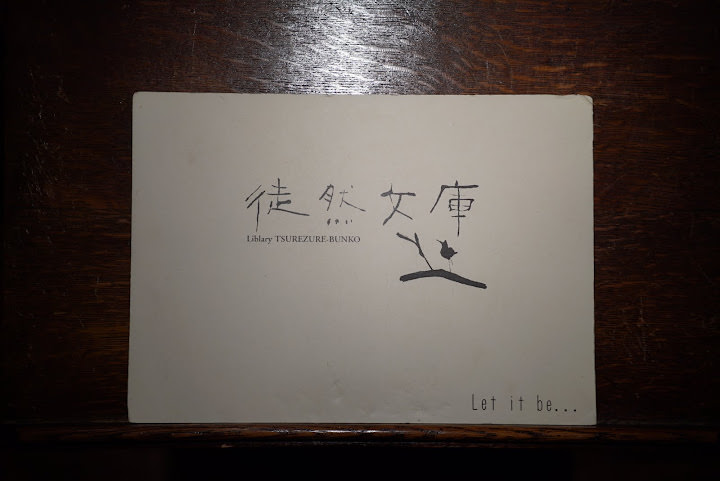 徒然文庫
Liblary TSUREZURE-BUNKO
Let it be...